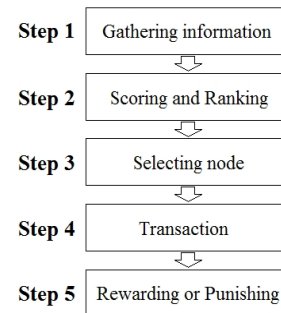 Step 1 Gathering information
Step 2 Scoring and Ranking
Step 3 Selecting node
Step 4 Transaction
Step 5 Rewarding or Punishing